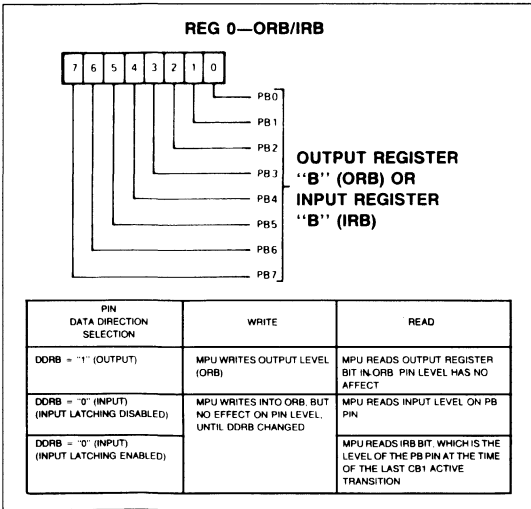 REG 0—ORB/IRB
7 6 5 4 3 2 1 0
PB0
PB1
PB2
PB3
PB4
PB5
PB6
PB7
OUTPUT REGISTER
"B" (ORB) OR
INPUT REGISTER
"B" (IRB)
PIN
DATA DIRECTION
SELECTION
WRITE
READ
DDRB = "1" (OUTPUT)
MPU WRITES OUTPUT LEVEL
(ORB)
MPU READS OUTPUT REGISTER
BIT IN ORB PIN LEVEL HAS NO
AFFECT
DDRB = "0" (INPUT)
(INPUT LATCHING DISABLED)
MPU WRITES INTO ORB, BUT
NO EFFECT ON PIN LEVEL,
UNTIL DDRB CHANGED
MPU READS INPUT LEVEL ON PB
PIN
DDRB = "0" (INPUT)
(INPUT LATCHING ENABLED)
MPU READS IRB BIT, WHICH IS THE
LEVEL OF THE PB PIN AT THE TIME
OF THE LAST CB1 ACTIVE
TRANSITION